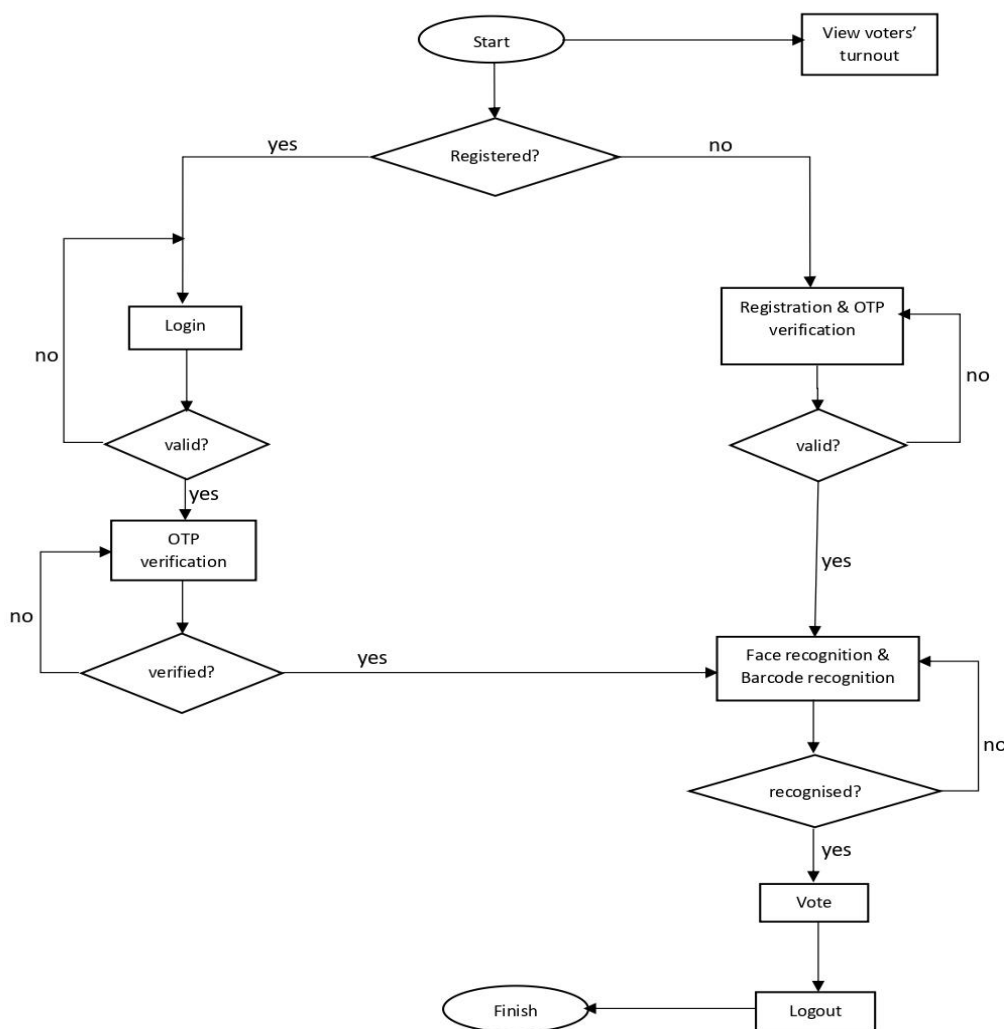 Start
View voters’
turnout
yes
Registered?
no
Login
Registration & OTP
verification
no
no
valid?
valid?
yes
OTP
verification
yes
no
verified?
yes
Face recognition &
Barcode recognition
no
recognised?
yes
Vote
Finish
Logout